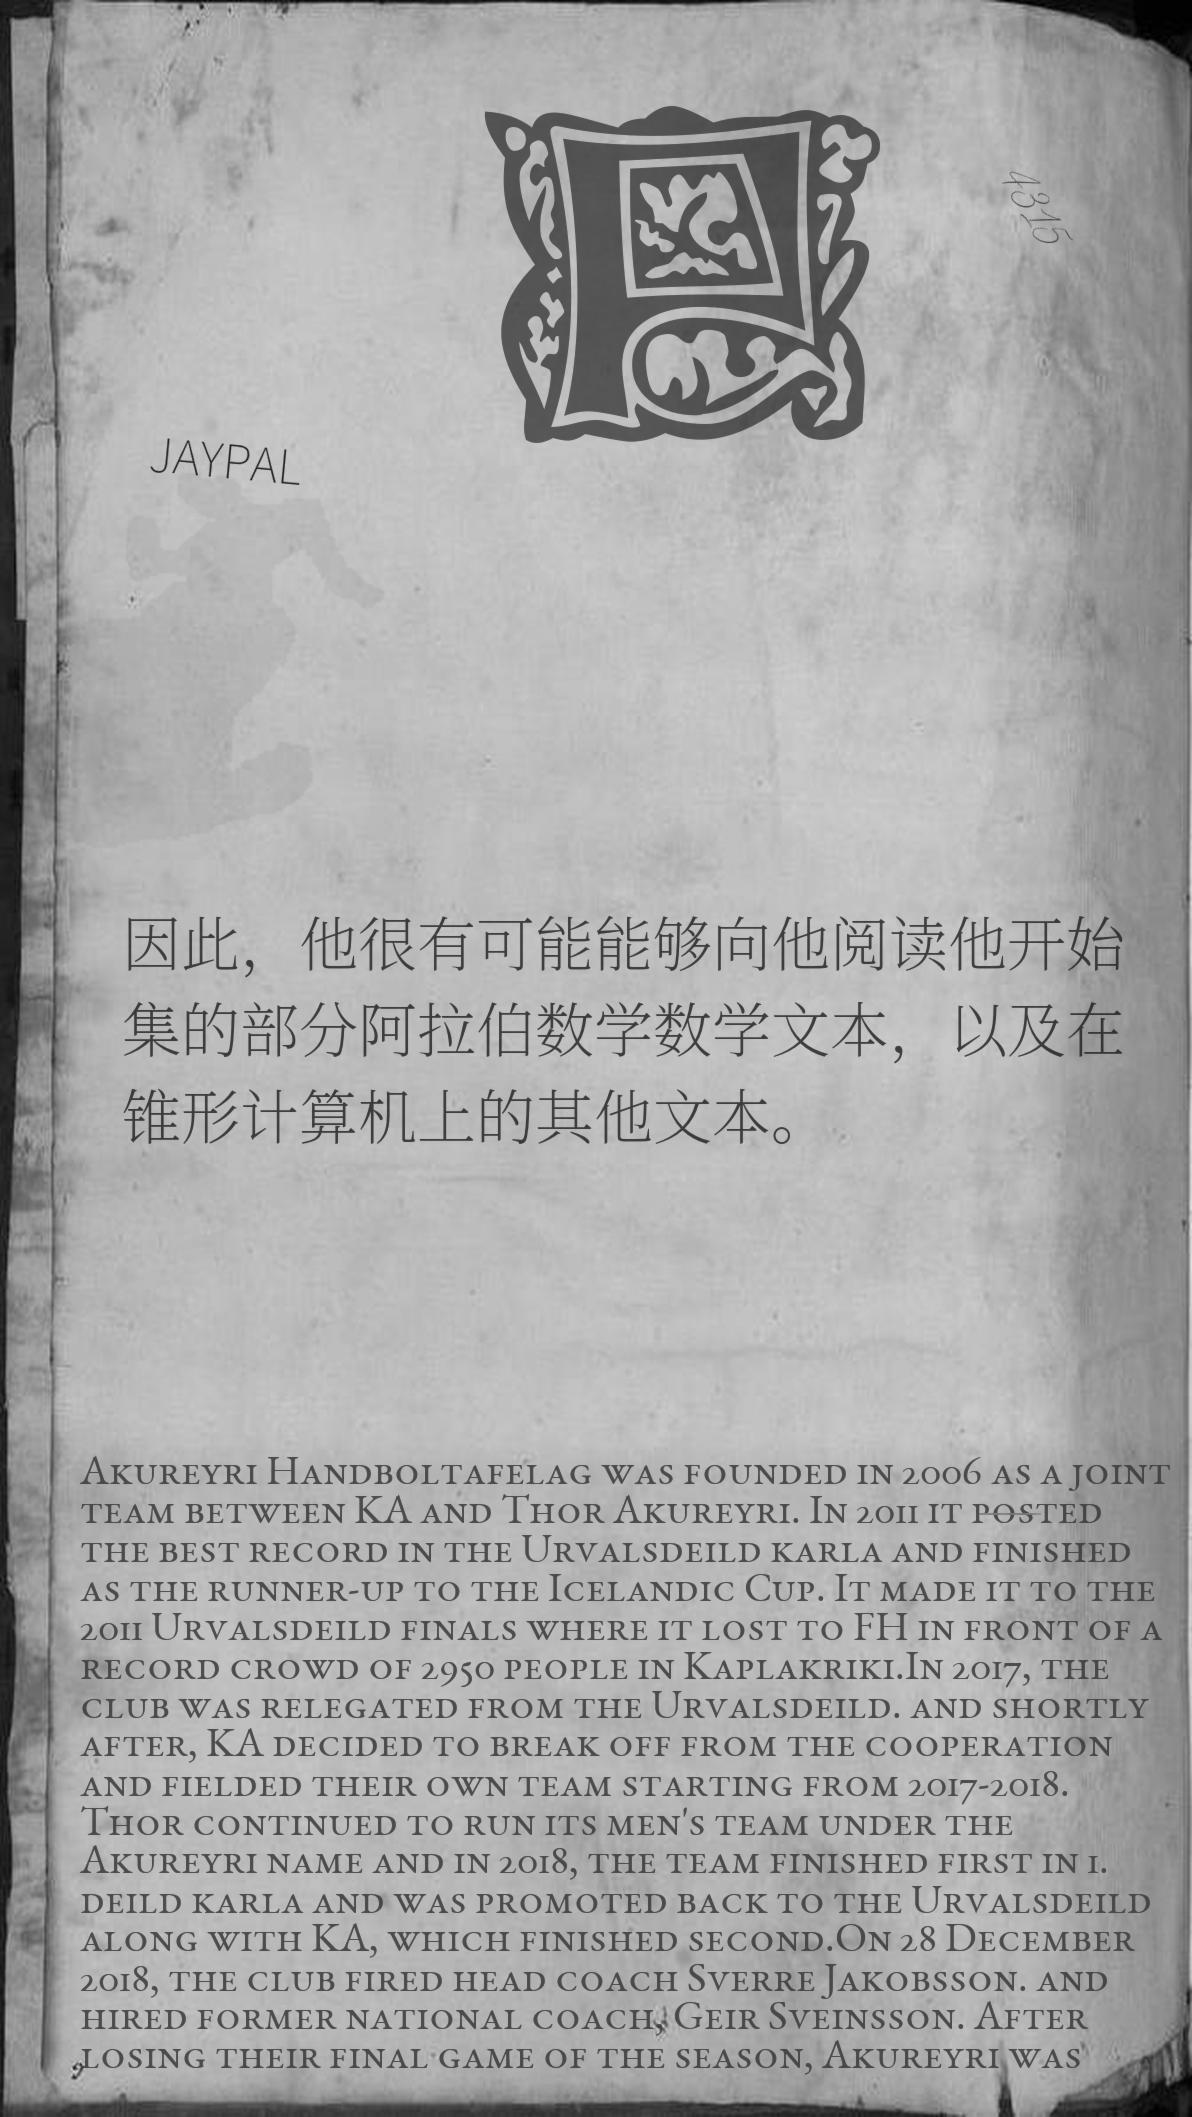 R
4315
JAYPAL
因此，他很有可能能够向他阅读他开始
集的部分阿拉伯数学数学文本，以及在
锥形计算机上的其他文本。
Akureyri Handboltafelag was founded in 2006 as a joint
team between KA and Thor Akureyri. In 2011 it posted
the best record in the Urvalsdeild karla and finished
as the runner-up to the Icelandic Cup. It made it to the
2011 Urvalsdeild finals where it lost to FH in front of a
record crowd of 2950 people in Kaplakriki.In 2017, the
club was relegated from the Urvalsdeild. and shortly
after, KA decided to break off from the cooperation
and fielded their own team starting from 2017-2018.
Thor continued to run its men's team under the
Akureyri name and in 2018, the team finished first in 1.
deild karla and was promoted back to the Urvalsdeild
along with KA, which finished second.On 28 December
2018, the club fired head coach Sverre Jakobsson. and
hired former national coach, Geir Sveinsson. After
losing their final game of the season, Akureyri was